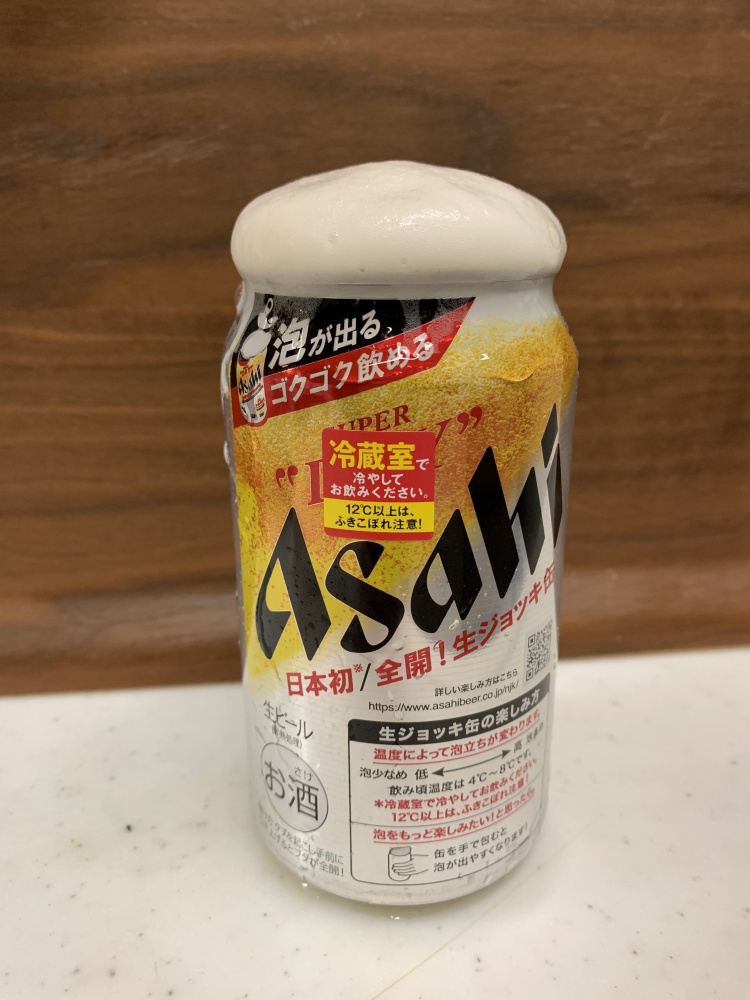 泡が出る
ゴクゴク飲める
Asahi
SUPER
"D Y"
冷蔵室で
冷やして
お飲みください。
12℃以上は、
ふきこぼれ注意!
Asahi
日本初※/全開!生ジョッキ缶
詳しい楽しみ方はこちら
https://www.asahibeer.co.jp/njk/
生ビール
お酒
さけ
生ジョッキ缶の楽しみ方
温度によって泡立ちが変わります。
泡少なめ 低 高
飲み頃温度は 4℃〜8℃です。
*冷蔵室で冷やしてお飲みください。
12℃以上は、ふきこぼれ注意!
泡をもっと楽しみたい!と思ったら。
缶を手で包むと
泡が出やすくなります!